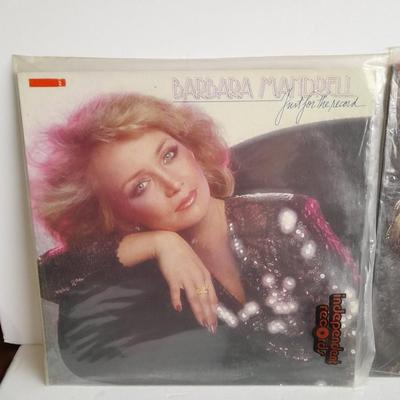 BARBARA MANDRELL
Just for the record
independent
records